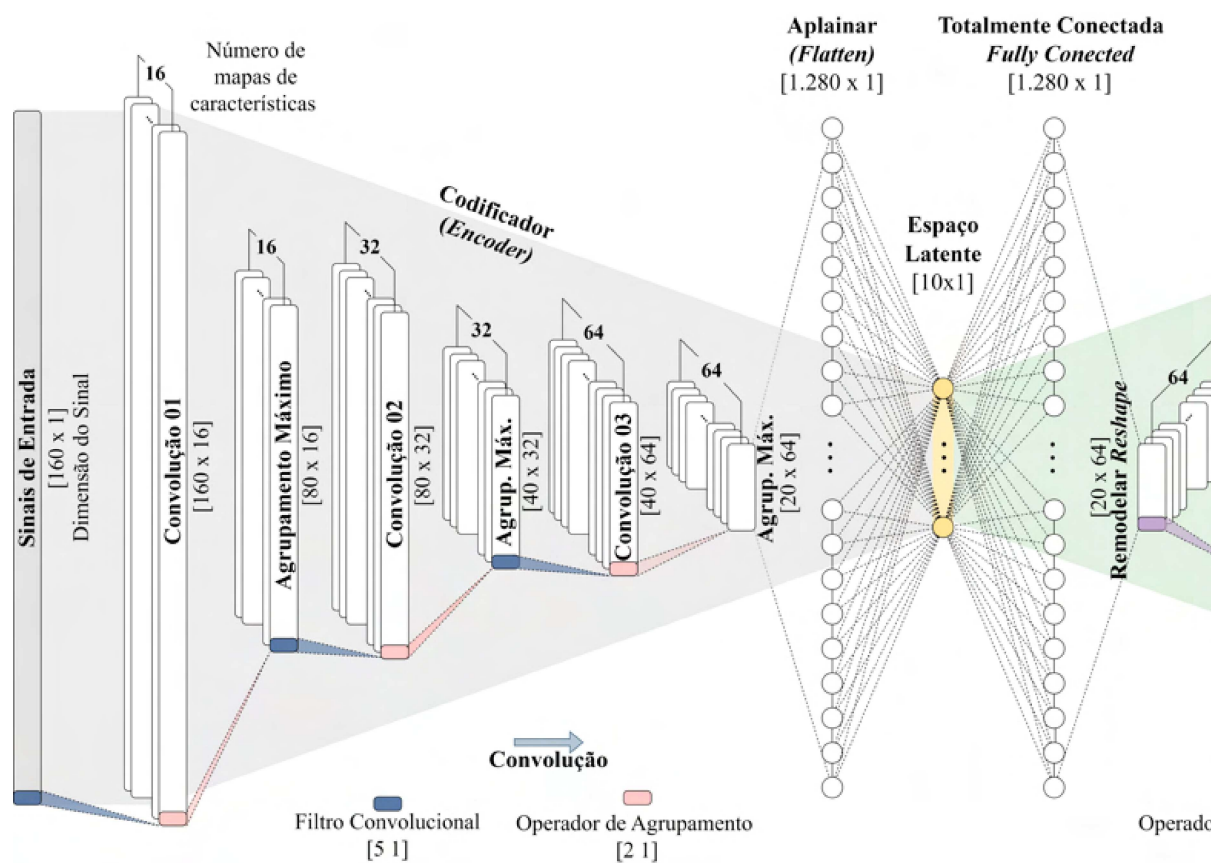 Aplainar
(Flatten)
[1.280 x 1]
Totalmente Conectada
Fully Conected
[1.280 x 1]
Número de
mapas de
características
16
Codificador
(Encoder)
Espaço
Latente
[10x1]
16
32
32
64
64
64
Sinais de Entrada
[160 x 1]
Dimensão do Sinal
Convolução 01
[160 x 16]
Agrupamento Máximo
[80 x 16]
Convolução 02
[80 x 32]
Agrup. Máx.
[40 x 32]
Convolução 03
[40 x 64]
Agrup. Máx.
[20 x 64]
[20 x 64]
Remodelar Reshape
Convolução
Filtro Convolucional
[5 1]
Operador de Agrupamento
[2 1]
Operado